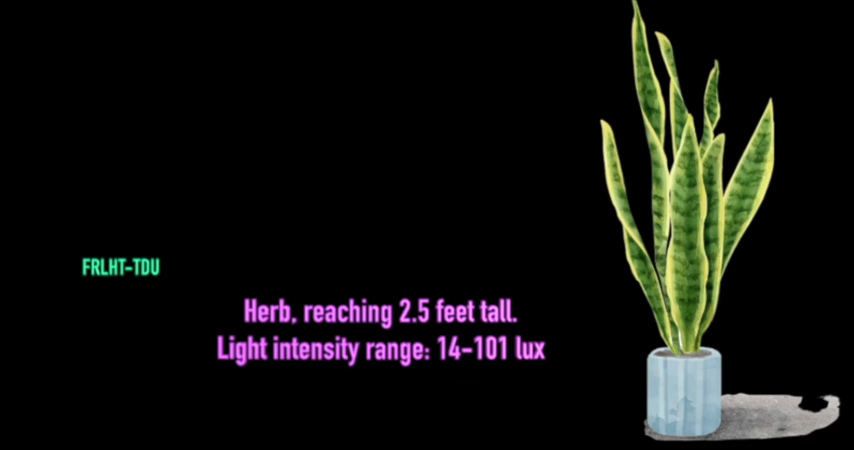 FRLHT-TDU
Herb, reaching 2.5 feet tall.
Light intensity range: 14-101 lux